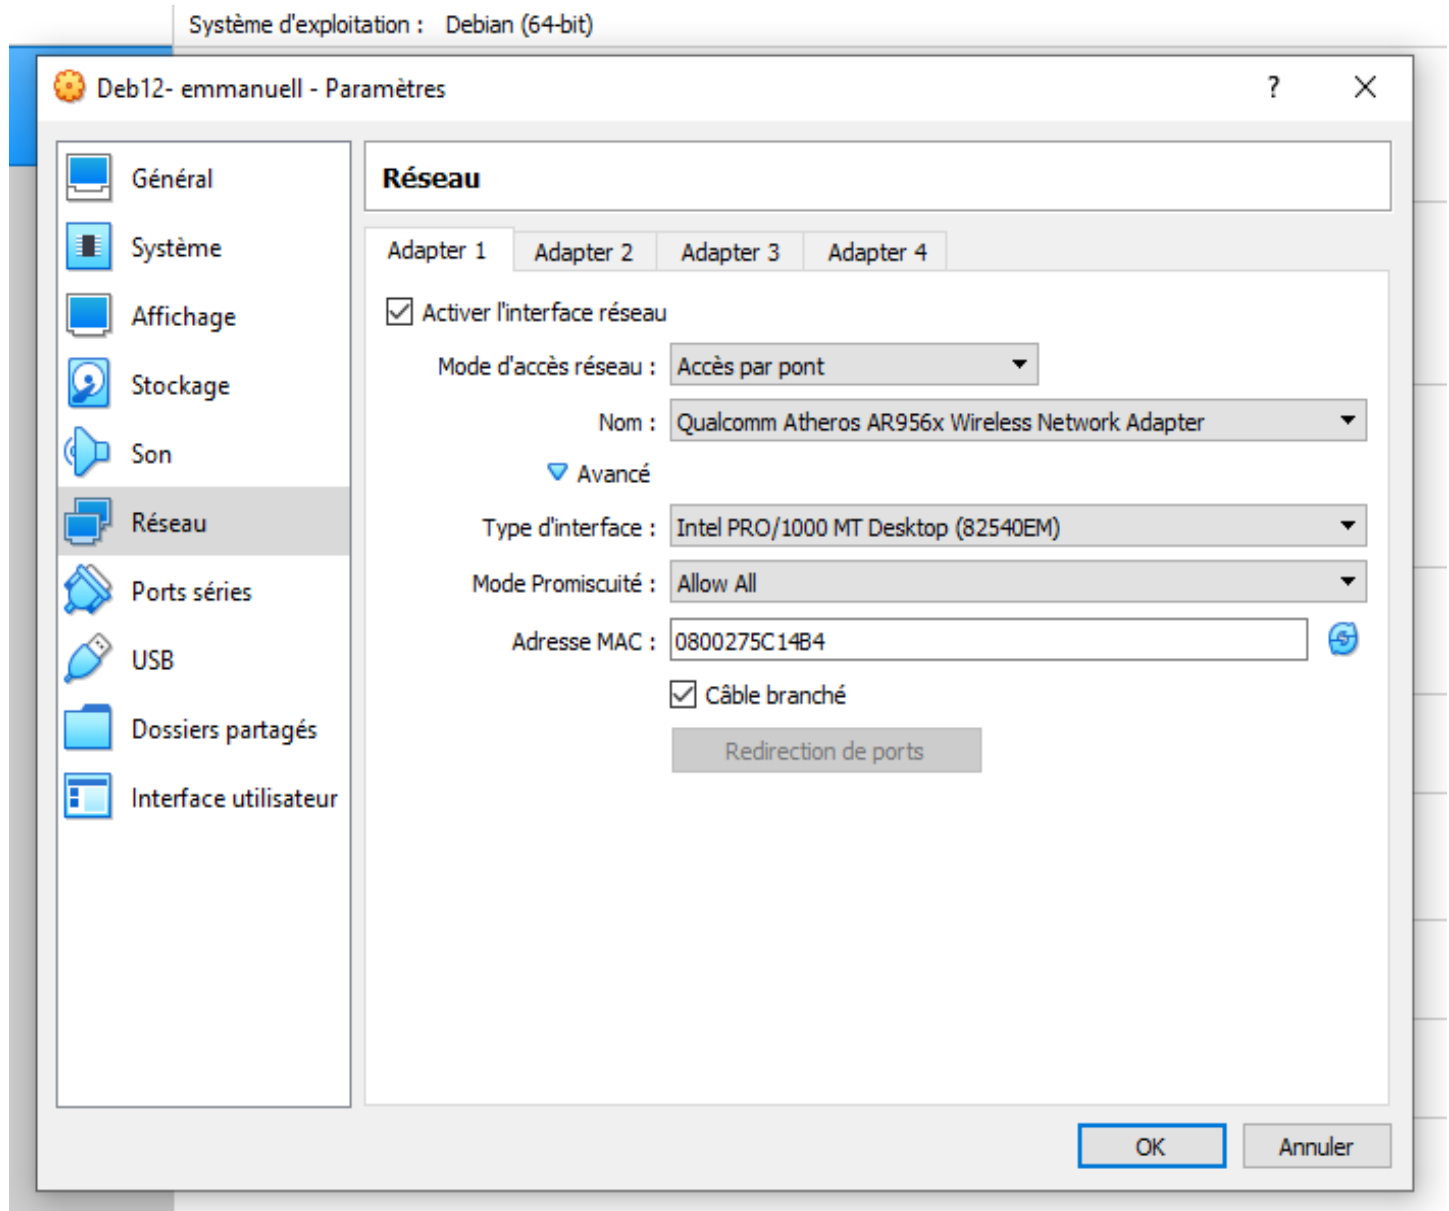 Système d'exploitation : Debian (64-bit)
Deb12- emmanuell - Paramètres ?
Général
Système
Affichage
Stockage
Son
Réseau
Ports séries
USB
Dossiers partagés
Interface utilisateur
Réseau
Adapter 1 Adapter 2 Adapter 3 Adapter 4
Activer l'interface réseau
Mode d'accès réseau : Accès par pont
Nom : Qualcomm Atheros AR956x Wireless Network Adapter
Avancé
Type d'interface : Intel PRO/1000 MT Desktop (82540EM)
Mode Promiscuité : Allow All
Adresse MAC : 0800275C14B4
Câble branché
Redirection de ports
OK Annuler